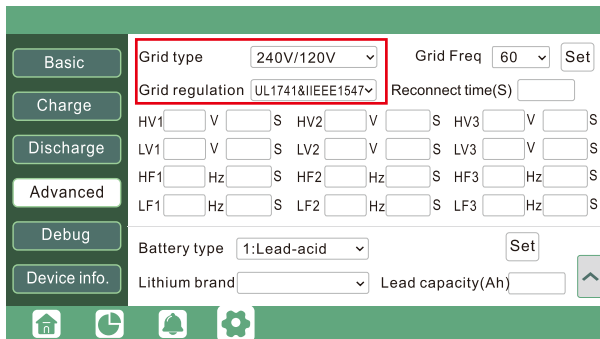 Basic
Charge
Discharge
Advanced
Debug
Device info.
Grid type 240V/120V Grid Freq 60 Set
Grid regulation UL1741&IIEEE1547 Reconnect time(S)
HV1 V S HV2 V S HV3 V S
LV1 V S LV2 V S LV3 V S
HF1 Hz S HF2 Hz S HF3 Hz S
LF1 Hz S LF2 Hz S LF3 Hz S
Battery type 1:Lead-acid Set
Lithium brand Lead capacity(Ah)